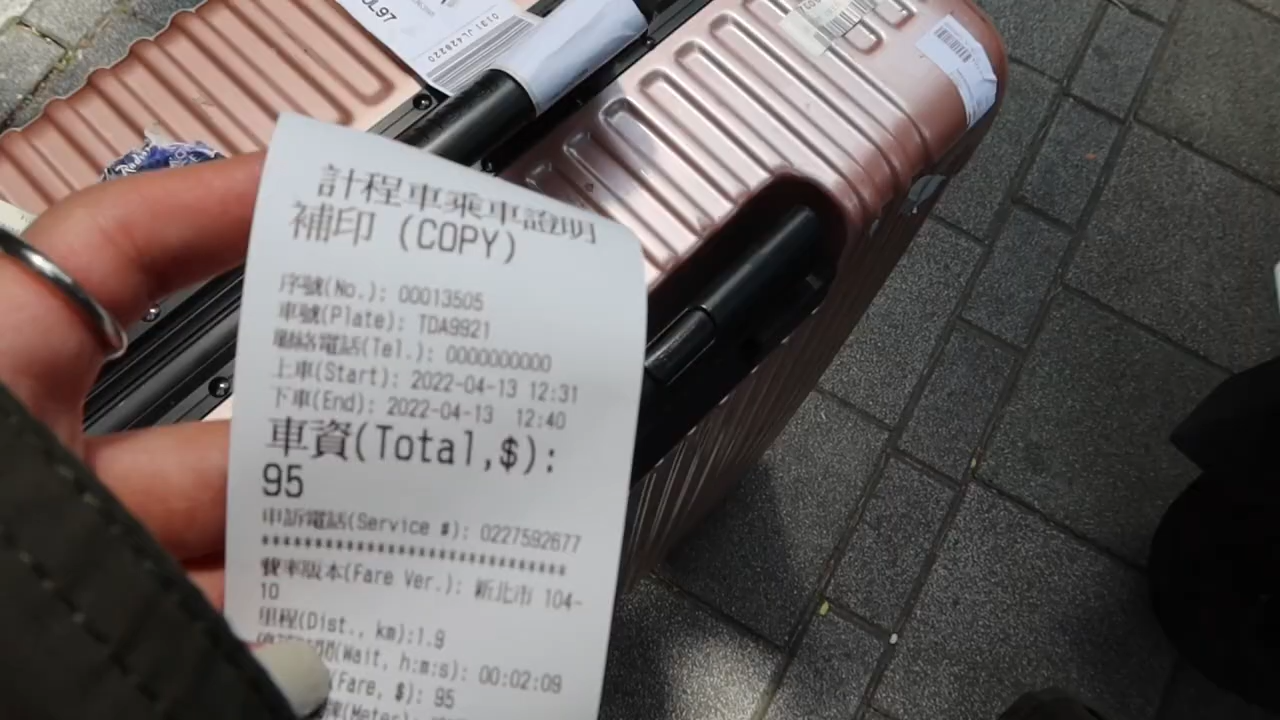 計程車乘車證明
補印 (COPY)
序號(No.): 00013505
車號(Plate): TDA9921
聯絡電話(Tel.): 0000000000
上車(Start): 2022-04-13 12:31
下車(End): 2022-04-13 12:40
車資(Total,$):
95
申訴電話(Service #): 0227592677
******************************
費率版本(Fare Ver.): 新北市 104-
10
里程(Dist., km):1.9
(Wait, h:m:s): 00:02:09
(Fare, $): 95
(Meter):
JL97
0131JL428220